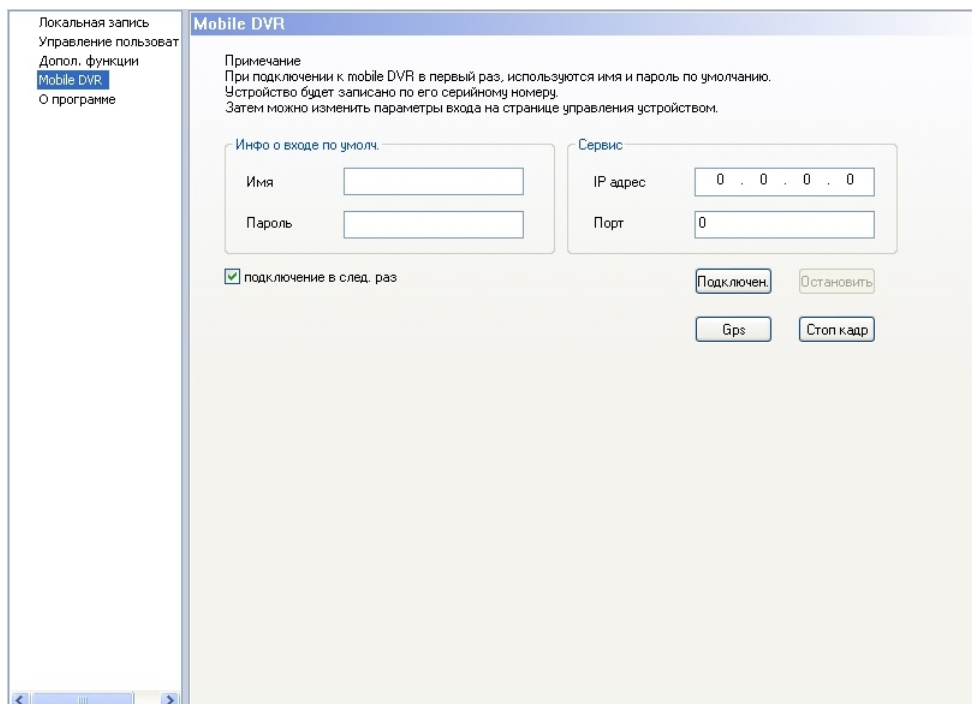 Локальная запись
Управление пользоват
Допол. функции
Mobile DVR
О программе
Mobile DVR
Примечание
При подключении к mobile DVR в первый раз, используются имя и пароль по умолчанию.
Устройство будет записано по его серийному номеру.
Затем можно изменить параметры входа на странице управления устройством.
Инфо о входе по умолч.
Имя
Пароль
Сервис
IP адрес
0 . 0 . 0 . 0
Порт
0
подключение в след. раз
Подключен.
Остановить
Gps
Стоп кадр